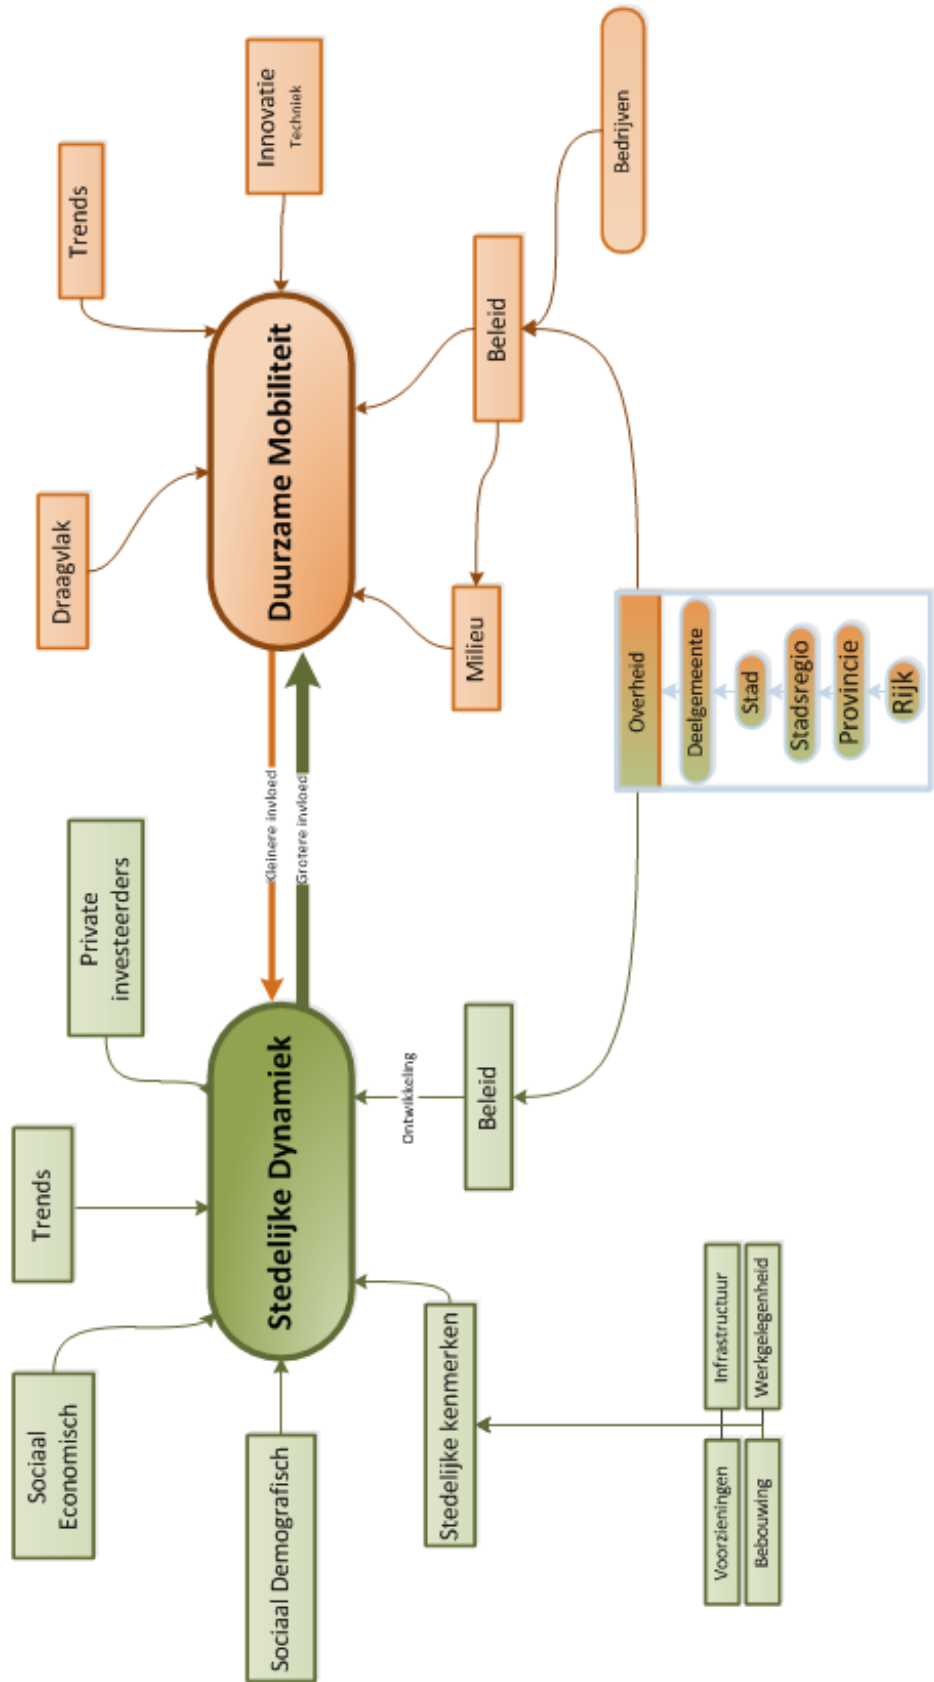 Sociaal
Economisch
Trends
Private
investeerders
Draagvlak
Trends
Sociaal Demografisch
Stedelijke Dynamiek
Kleinere invloed
Grotere invloed
Duurzame Mobiliteit
Innovatie
Techniek
Stedelijke kenmerken
Ontwikkeling
Beleid
Milieu
Beleid
Voorzieningen
Infrastructuur
Bebouwing
Werkgelegenheid
Overheid
Deelgemeente
Stad
Stadsregio
Provincie
Rijk
Bedrijven